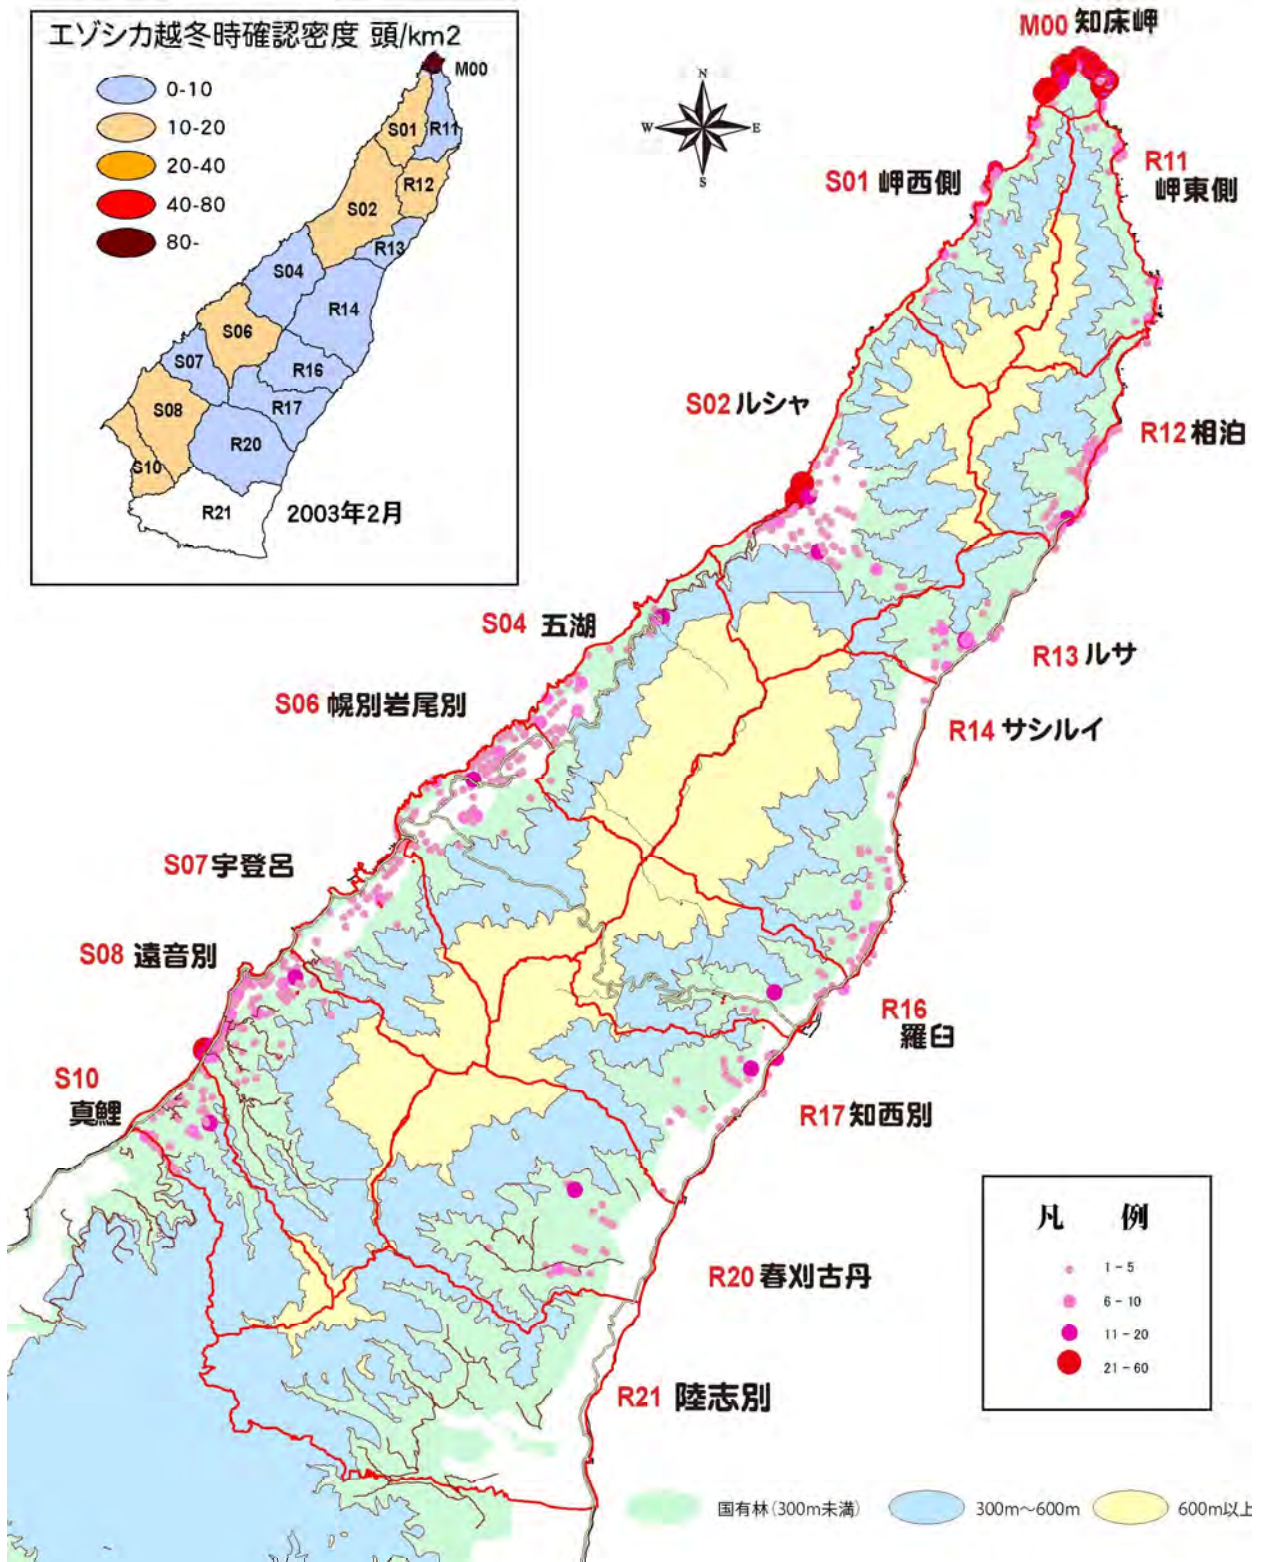 エゾシカ越冬時確認密度 頭/km2
0-10
10-20
20-40
40-80
80-
M00
S01
R11
R12
S02
R13
S04
R14
S06
S07
R16
R17
S08
R20
S10
R21
2003年2月
N
W
E
S
M00 知床岬
S01 岬西側
R11
岬東側
S02 ルシャ
R12 相泊
S04 五湖
R13 ルサ
S06 幌別岩尾別
R14 サシルイ
S07 宇登呂
S08 遠音別
R16
羅臼
S10
真鯉
R17 知西別
R20 春刈古丹
R21 陸志別
凡 例
1-5
6-10
11-20
21-60
国有林(300m未満)
300m～600m
600m以上